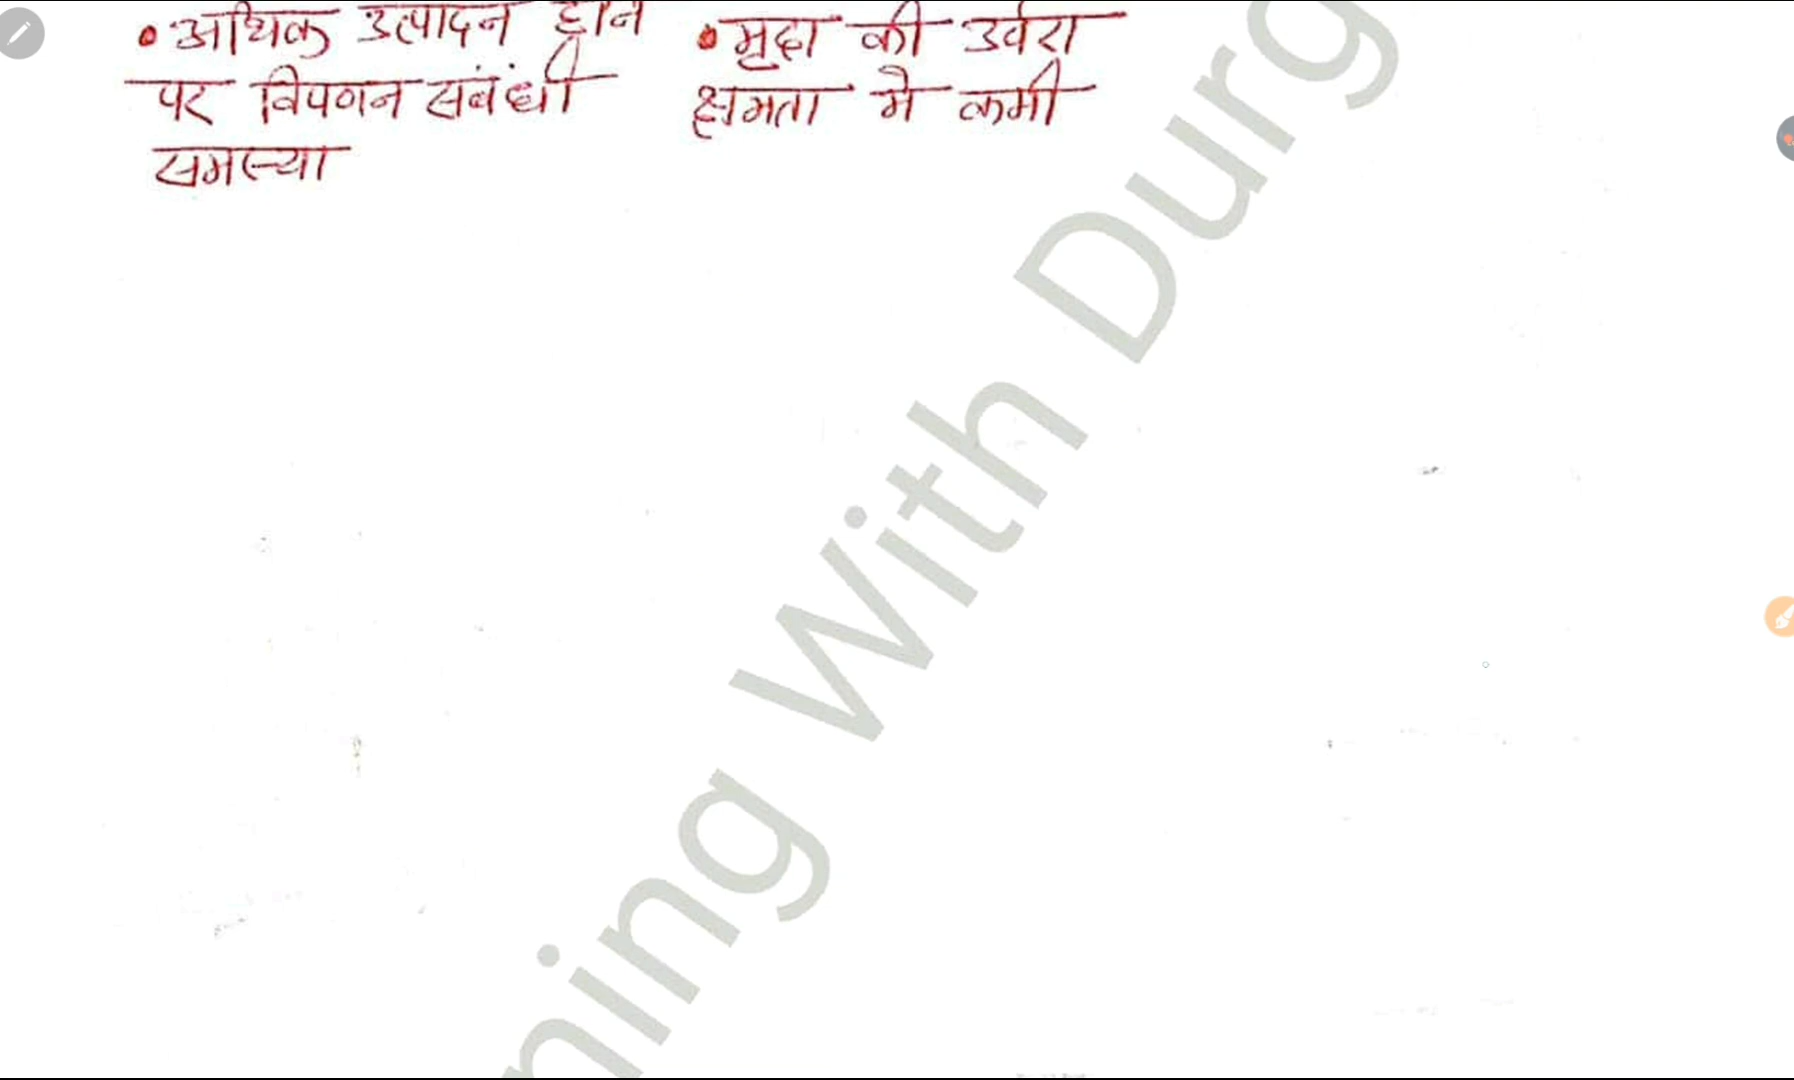 • अधिक उत्पादन होने
पर विपणन संबंधी
समस्या
• मृदा की उर्वरा
क्षमता मे कमी
ning With Durg